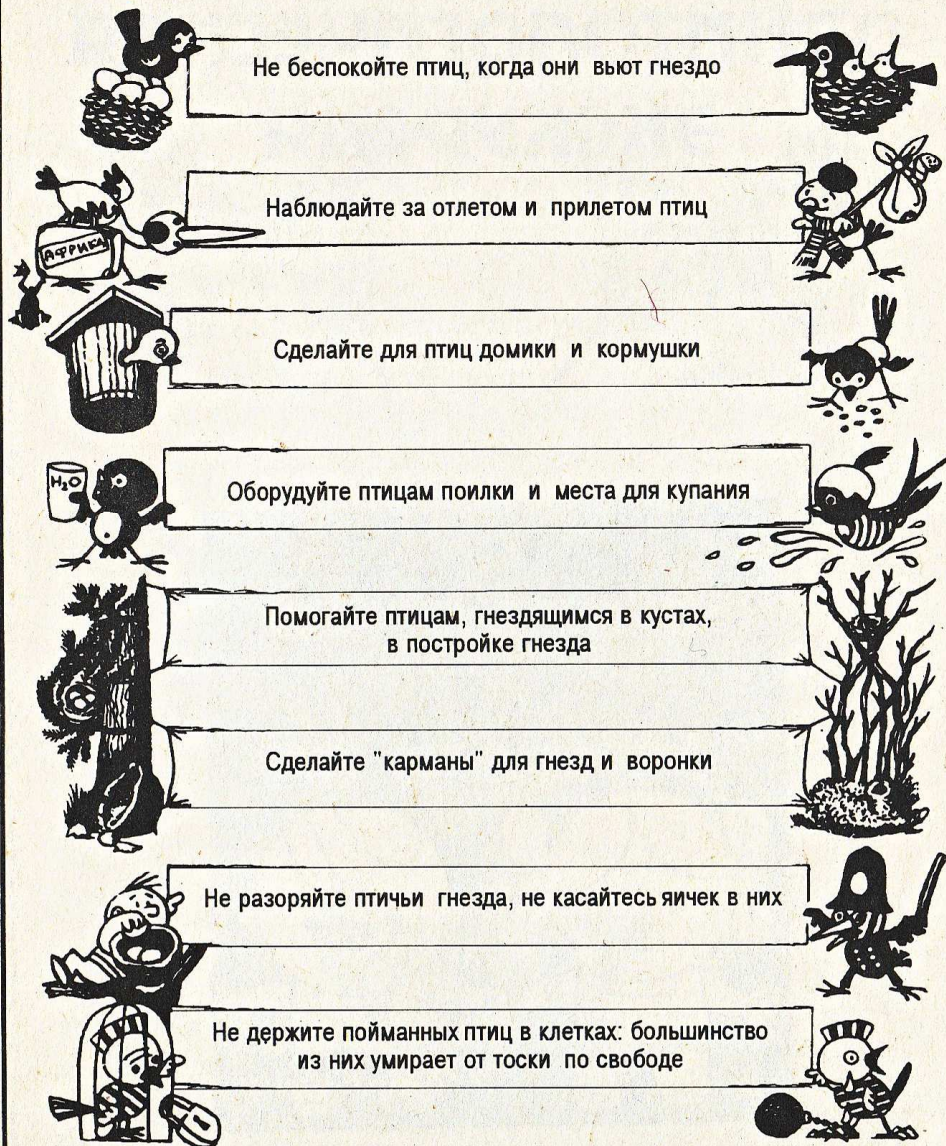 Не беспокойте птиц, когда они вьют гнездо
АФРИКА
Наблюдайте за отлетом и прилетом птиц
Сделайте для птиц домики и кормушки
H₂O
Оборудуйте птицам поилки и места для купания
Помогайте птицам, гнездящимся в кустах,
в постройке гнезда
Сделайте "карманы" для гнезд и воронки
Не разоряйте птичьи гнезда, не касайтесь яичек в них
Не держите пойманных птиц в клетках: большинство
из них умирает от тоски по свободе